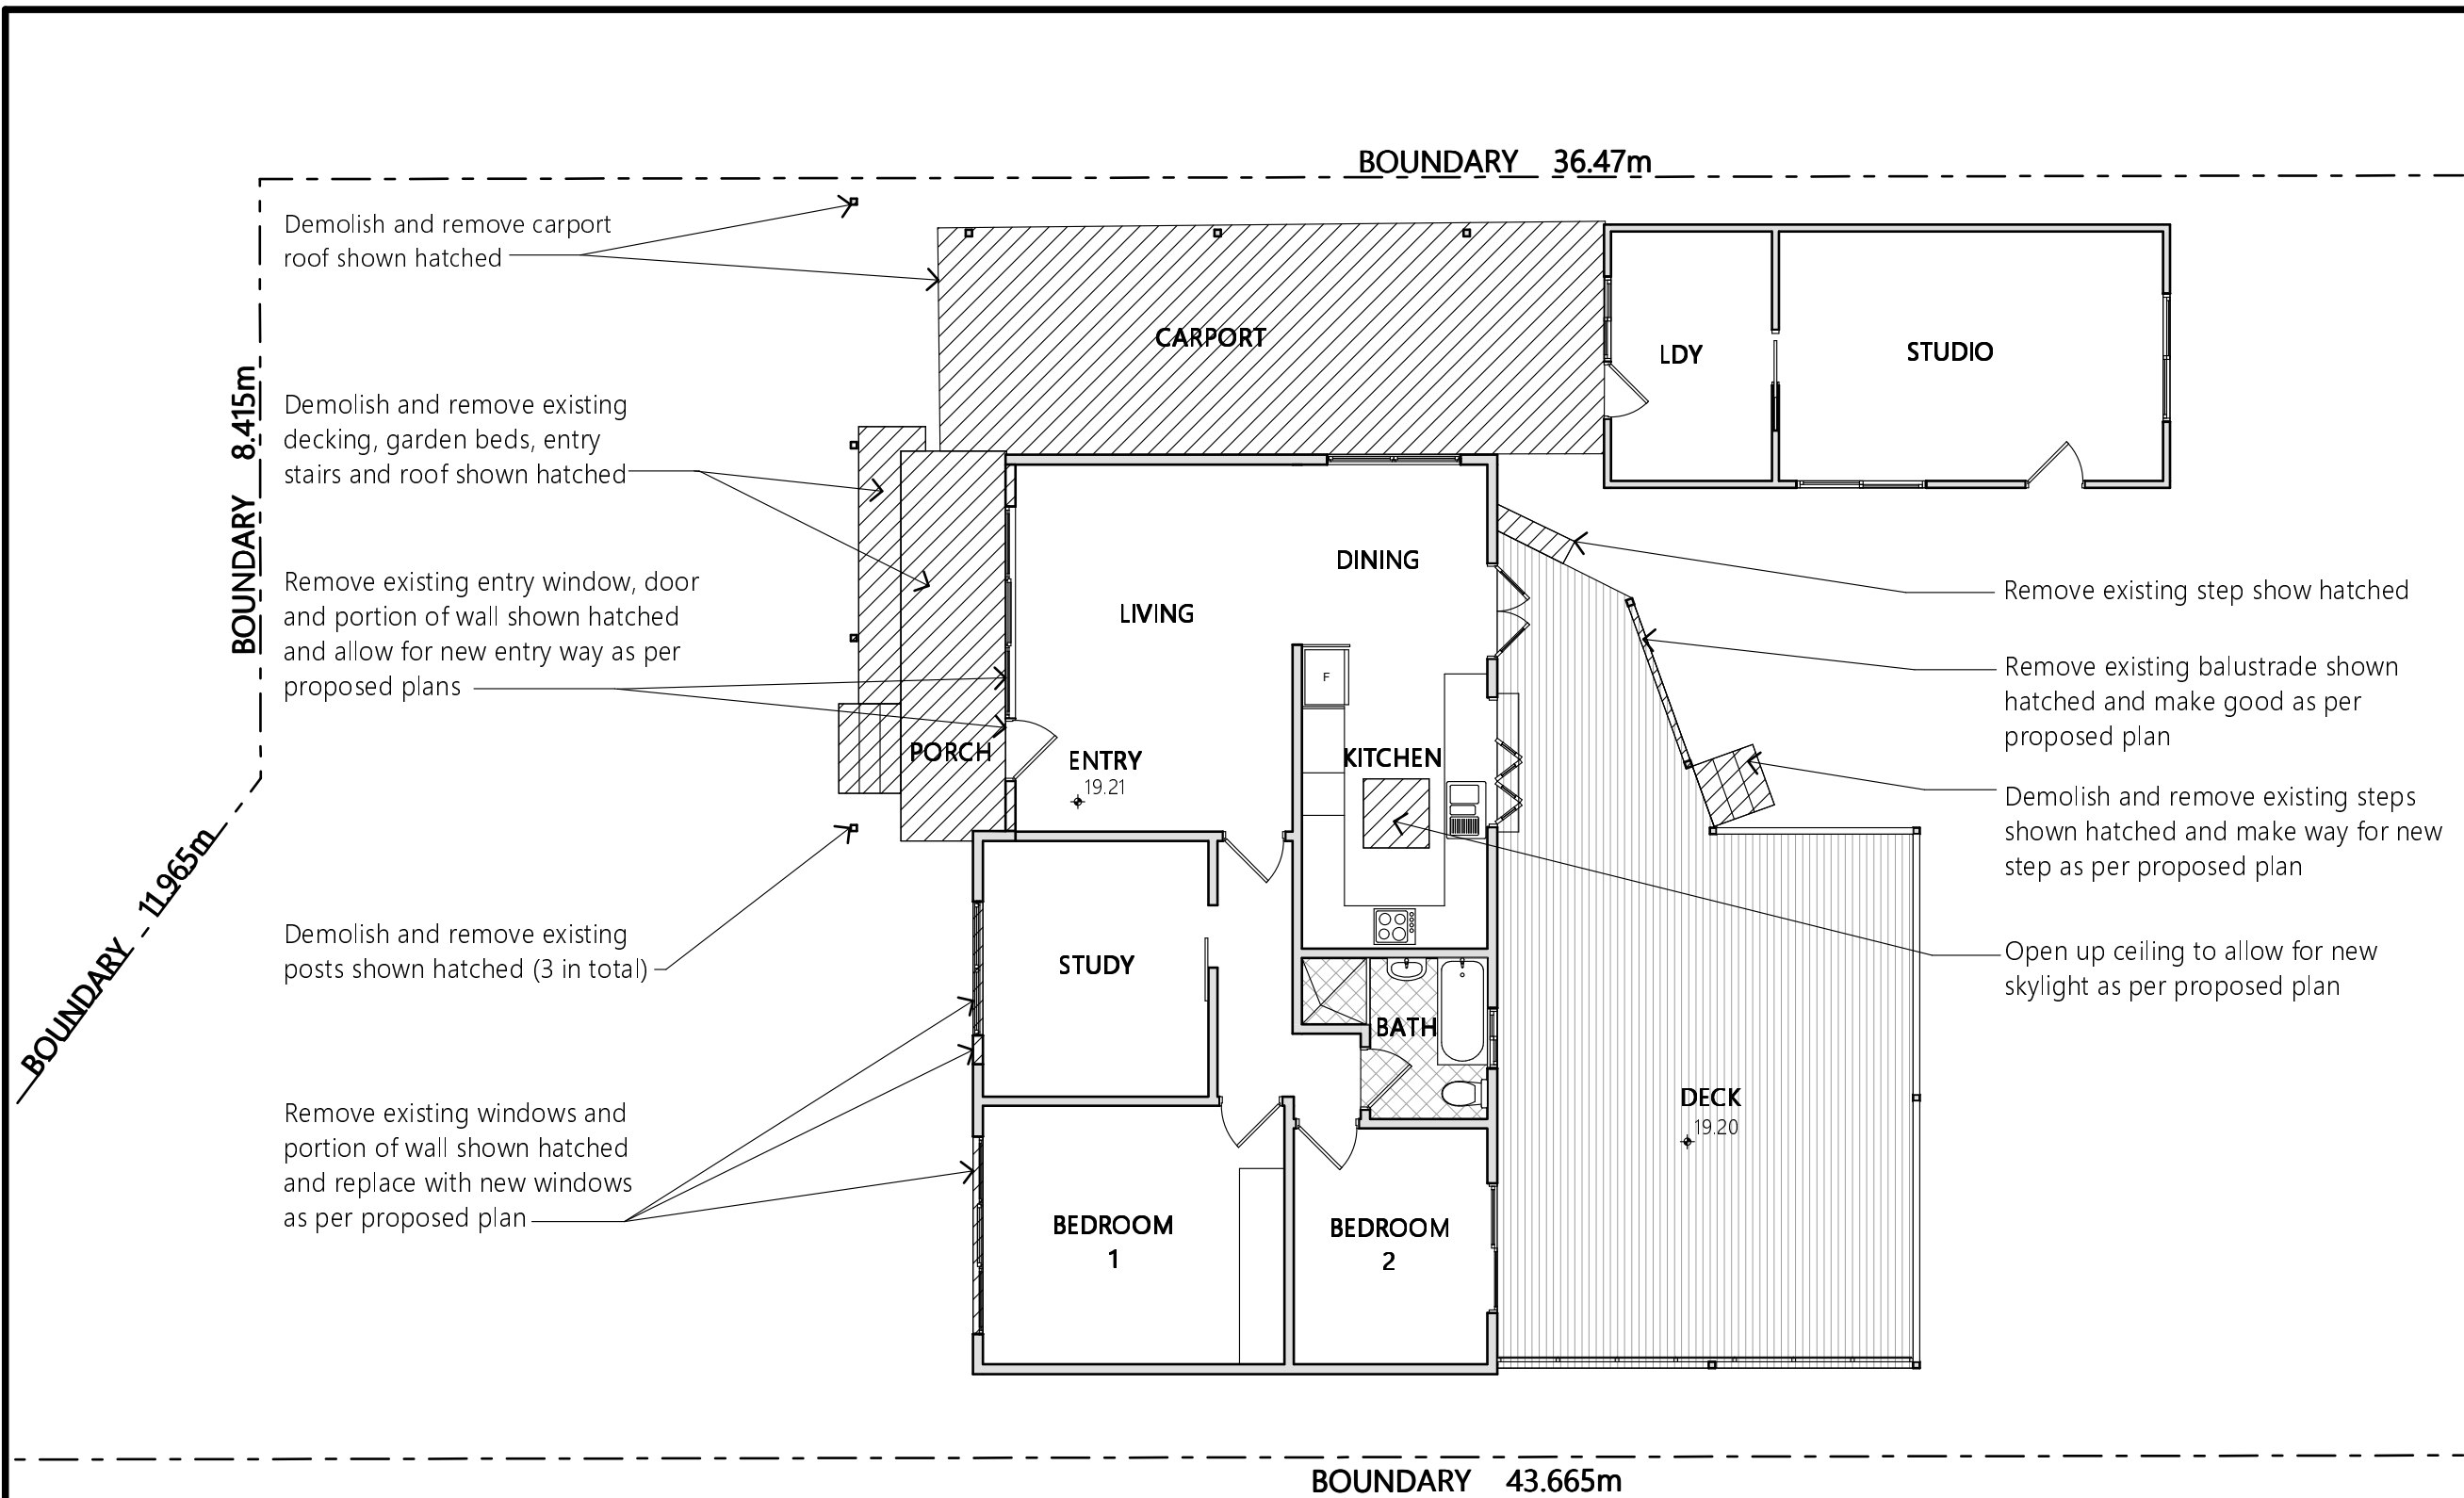 BOUNDARY 36.47m
Demolish and remove carport
roof shown hatched
CARPORT
LDY
STUDIO
BOUNDARY 8.415m
Demolish and remove existing
decking, garden beds, entry
stairs and roof shown hatched
Remove existing entry window, door
and portion of wall shown hatched
and allow for new entry way as per
proposed plans
DINING
LIVING
Remove existing step show hatched
F
Remove existing balustrade shown
hatched and make good as per
proposed plan
PORCH
ENTRY
19.21
KITCHEN
Demolish and remove existing steps
shown hatched and make way for new
step as per proposed plan
BOUNDARY 11.965m
Demolish and remove existing
posts shown hatched (3 in total)
STUDY
Open up ceiling to allow for new
skylight as per proposed plan
BATH
DECK
19.20
Remove existing windows and
portion of wall shown hatched
and replace with new windows
as per proposed plan
BEDROOM
1
BEDROOM
2
BOUNDARY 43.665m